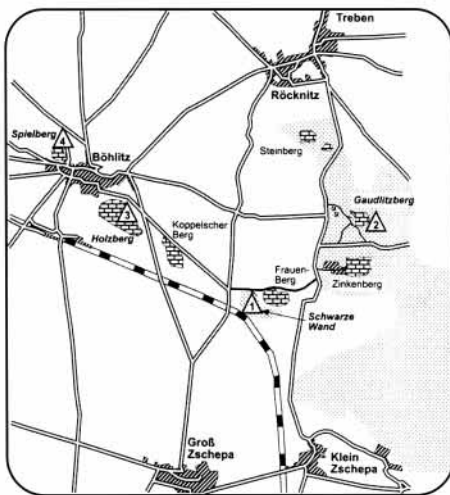 Treben
Röcknitz
Spielberg
4
Böhlitz
Steinberg
Gaudlitzberg
2
3
Holzberg
Koppelscher
Berg
Frauen-
Berg
Zinkenberg
1
Schwarze
Wand
Groß
Zschepa
Klein
Zschepa